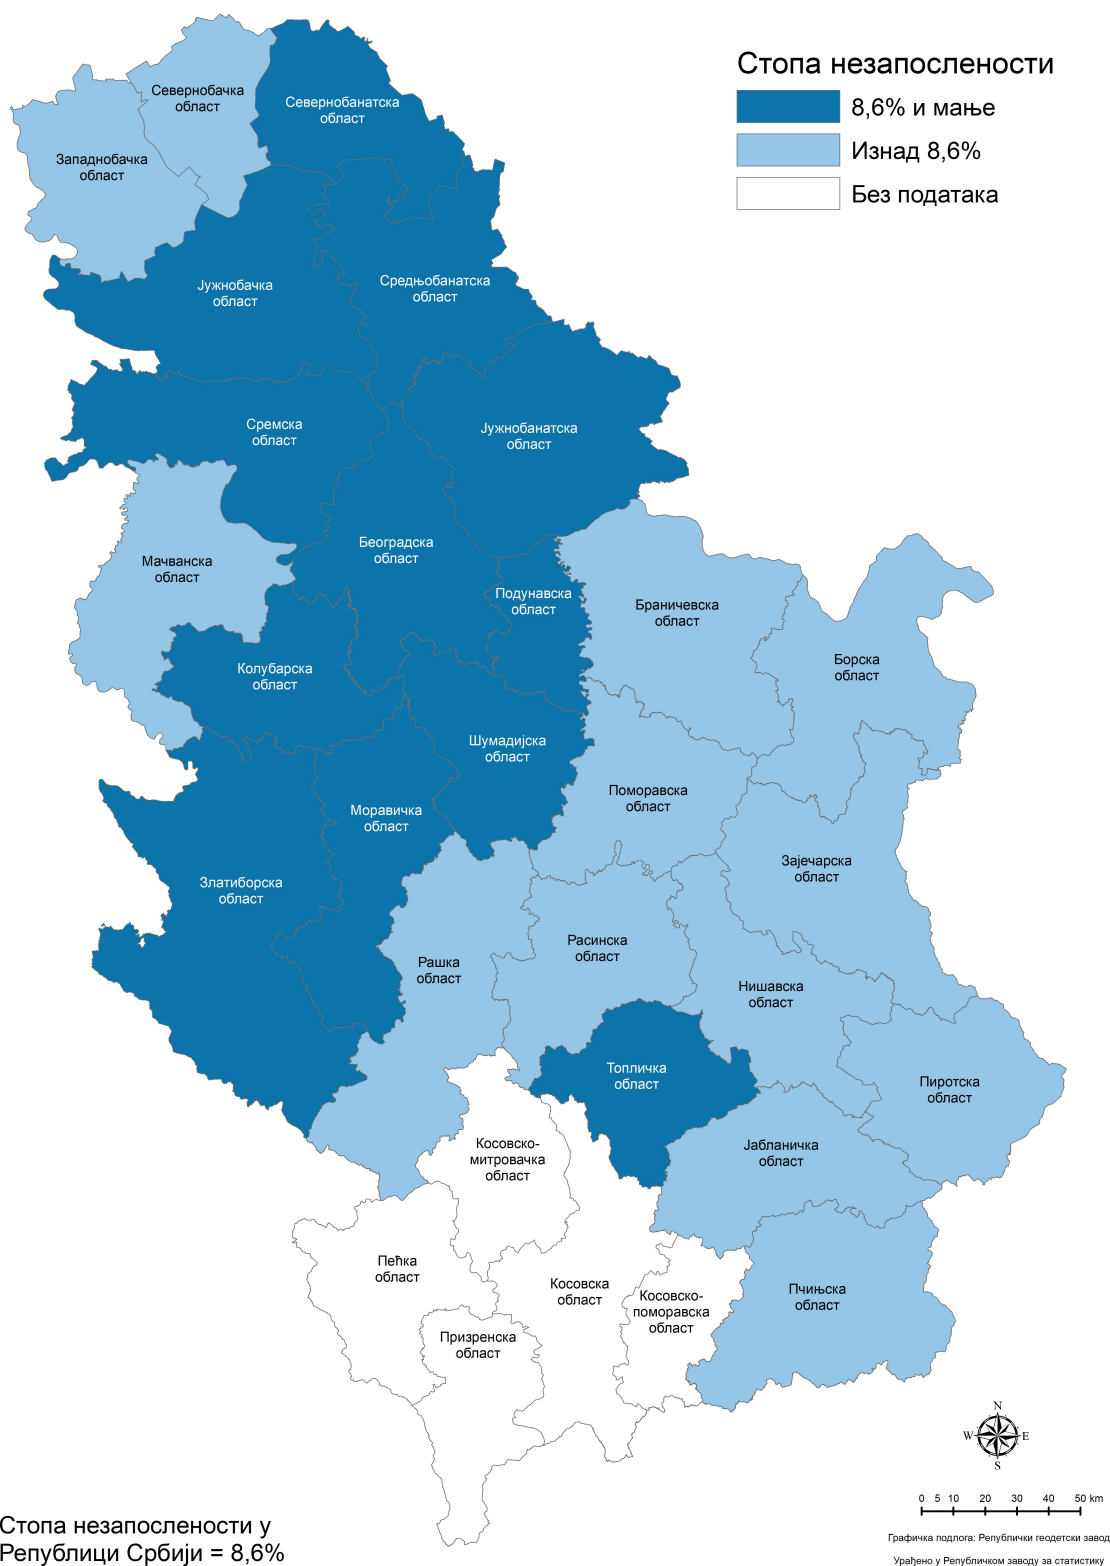 Стопа незапослености
8,6% и мање
Изнад 8,6%
Без података
Севернобачка
област
Севернобанатска
област
Западнобачка
област
Јужнобачка
област
Средњобанатска
област
Сремска
област
Јужнобанатска
област
Мачванска
област
Београдска
област
Подунавска
област
Браничевска
област
Борска
област
Колубарска
област
Шумадијска
област
Моравичка
област
Поморавска
област
Зајечарска
област
Златиборска
област
Рашка
област
Расинска
област
Нишавска
област
Топличка
област
Пиротска
област
Јабланичка
област
Косовско-
митровачка
област
Пећка
област
Косовска
област
Косовско-
поморавска
област
Пчињска
област
Призренска
област
N
W E
S
0 5 10 20 30 40 50 km
Графичка подлога: Републички геодетски завод
Урађено у Републичком заводу за статистику
Стопа незапослености у
Републици Србији = 8,6%